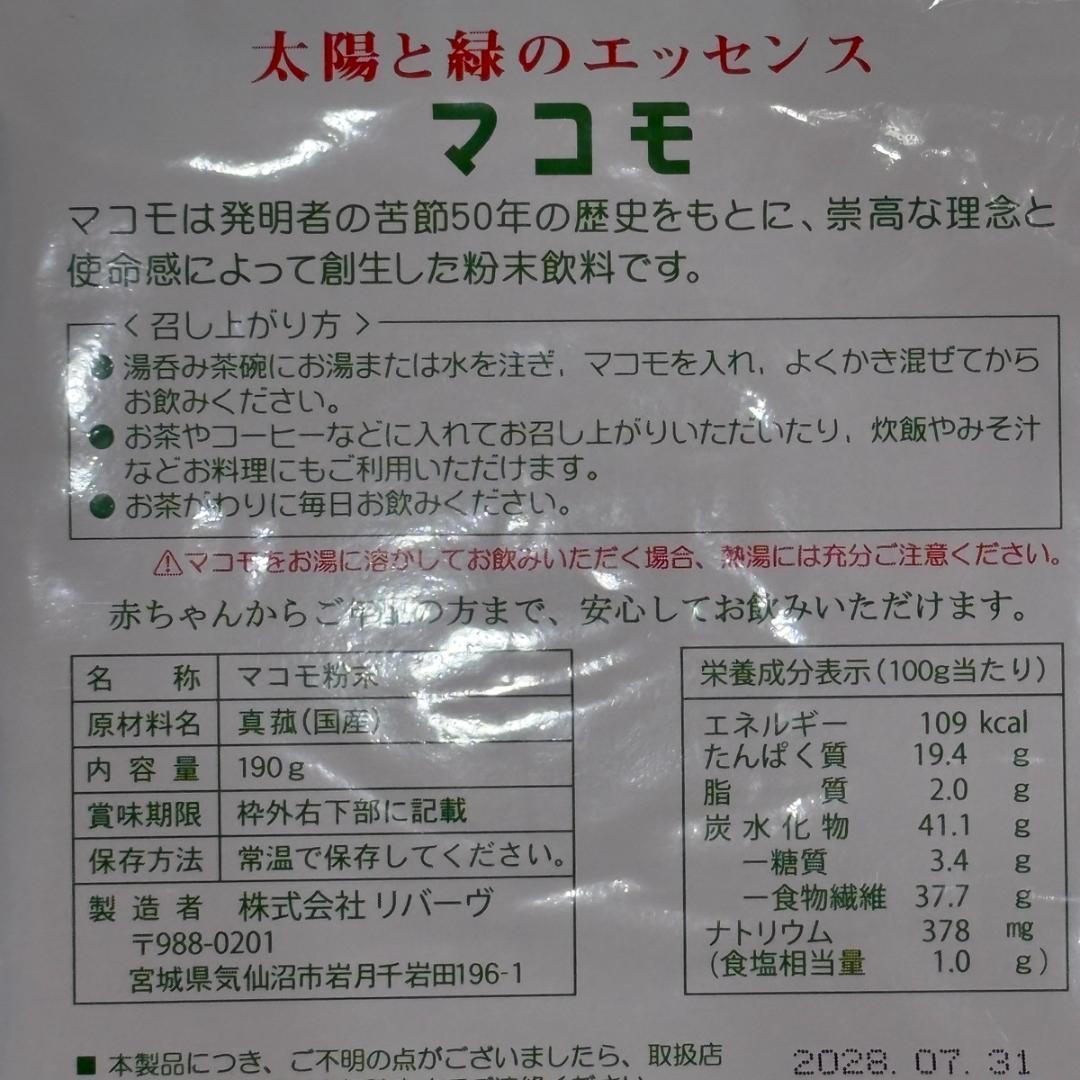 太陽と緑のエッセンス
マコモ
マコモは発明者の苦節50年の歴史をもとに、崇高な理念と
使命感によって創生した粉末飲料です。
〈 召し上がり方 〉
● 湯呑み茶碗にお湯または水を注ぎ, マコモを入れ, よくかき混ぜてから
お飲みください。
● お茶やコーヒーなどに入れてお召し上がりいただいたり, 炊飯やみそ汁
などお料理にもご利用いただけます。
● お茶がわりに毎日お飲みください。
⚠マコモをお湯に溶かしてお飲みいただく場合、熱湯には充分ご注意ください。
赤ちゃんからご年配の方まで、安心してお飲みいただけます。
名称 マコモ粉末
原材料名 真菰(国産)
内容量 190g
賞味期限 枠外右下部に記載
保存方法 常温で保存してください。
製造者 株式会社 リバーヴ
〒988-0201
宮城県気仙沼市岩月千岩田196-1
栄養成分表示(100g当たり)
エネルギー 109 kcal
たんぱく質 19.4 g
脂質 2.0 g
炭水化物 41.1 g
ー糖質 3.4 g
ー食物繊維 37.7 g
ナトリウム 378 mg
(食塩相当量 1.0 g)
■ 本製品につき、ご不明の点がございましたら、取扱店
2028.07.31